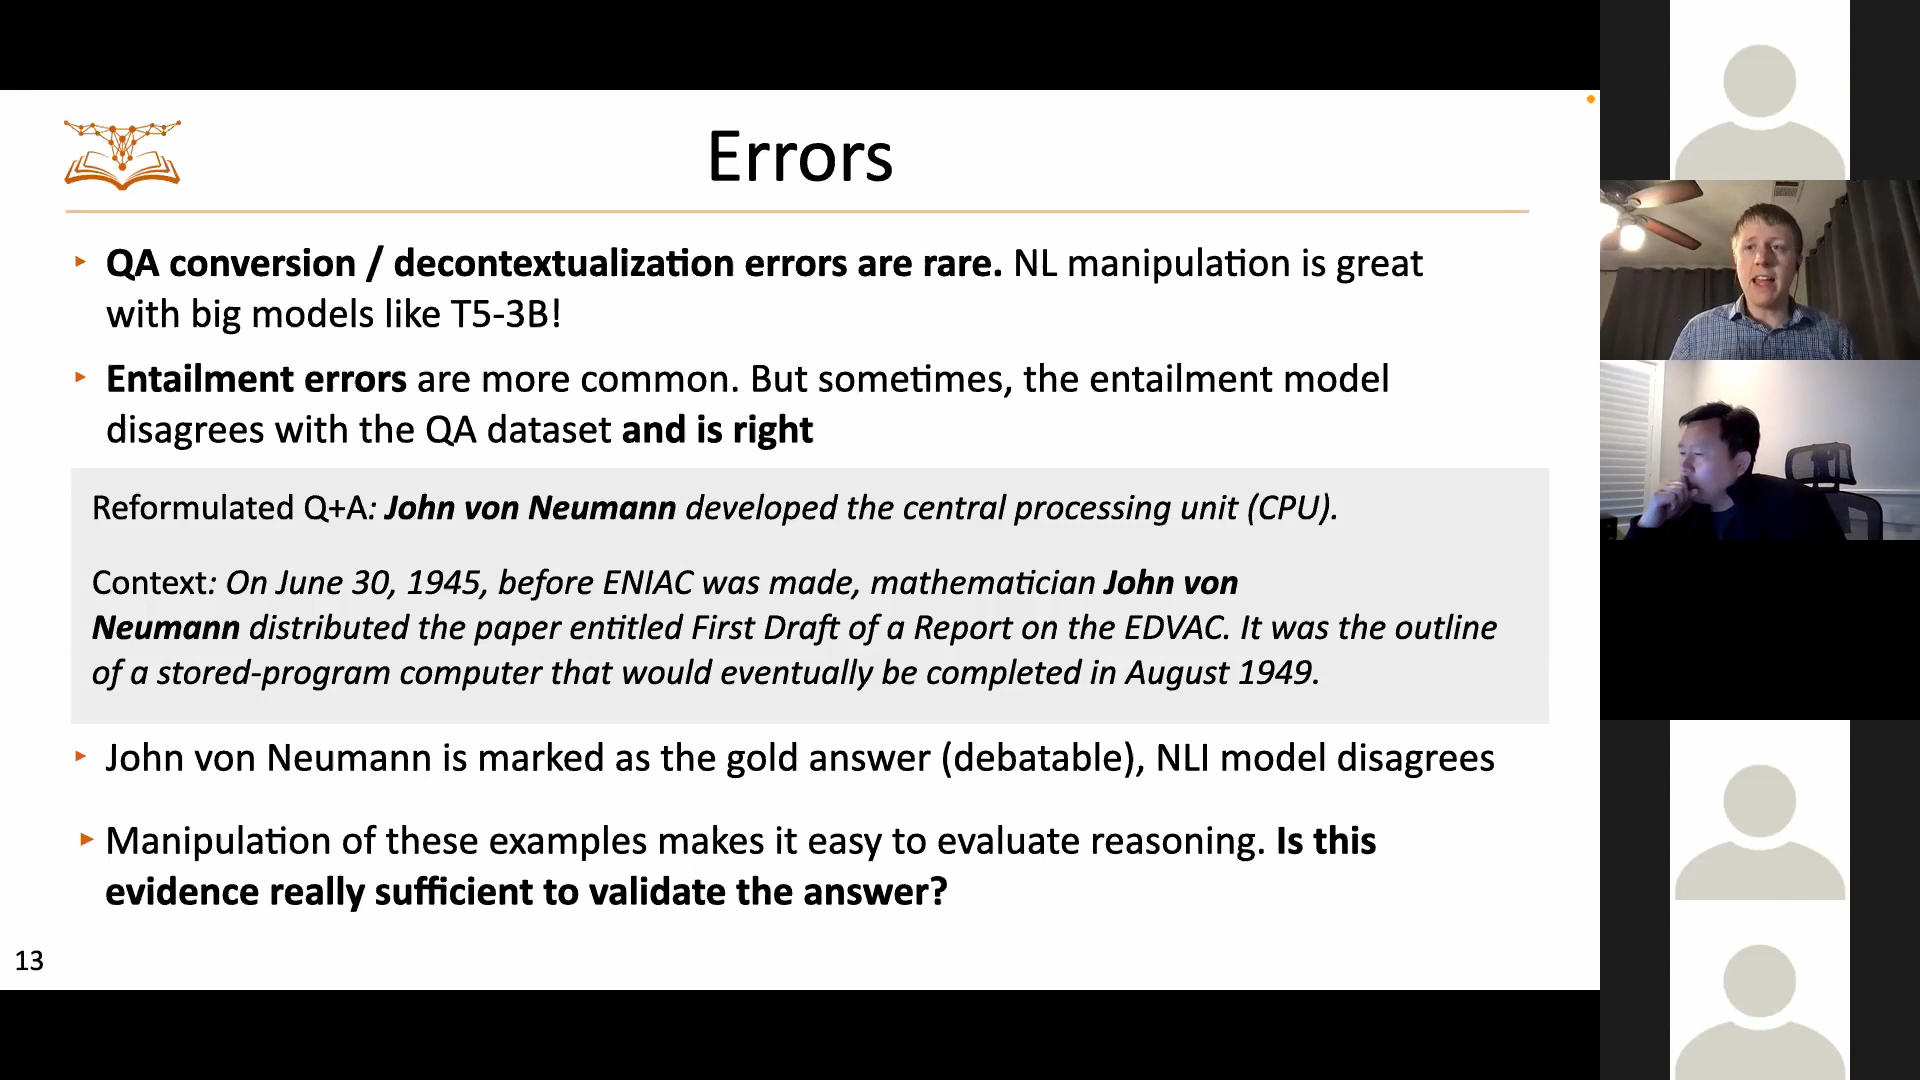 Errors
QA conversion / decontextualization errors are rare. NL manipulation is great
with big models like T5-3B!
Entailment errors are more common. But sometimes, the entailment model
disagrees with the QA dataset and is right
Reformulated Q+A: John von Neumann developed the central processing unit (CPU).
Context: On June 30, 1945, before ENIAC was made, mathematician John von
Neumann distributed the paper entitled First Draft of a Report on the EDVAC. It was the outline
of a stored-program computer that would eventually be completed in August 1949.
John von Neumann is marked as the gold answer (debatable), NLI model disagrees
Manipulation of these examples makes it easy to evaluate reasoning. Is this
evidence really sufficient to validate the answer?
13